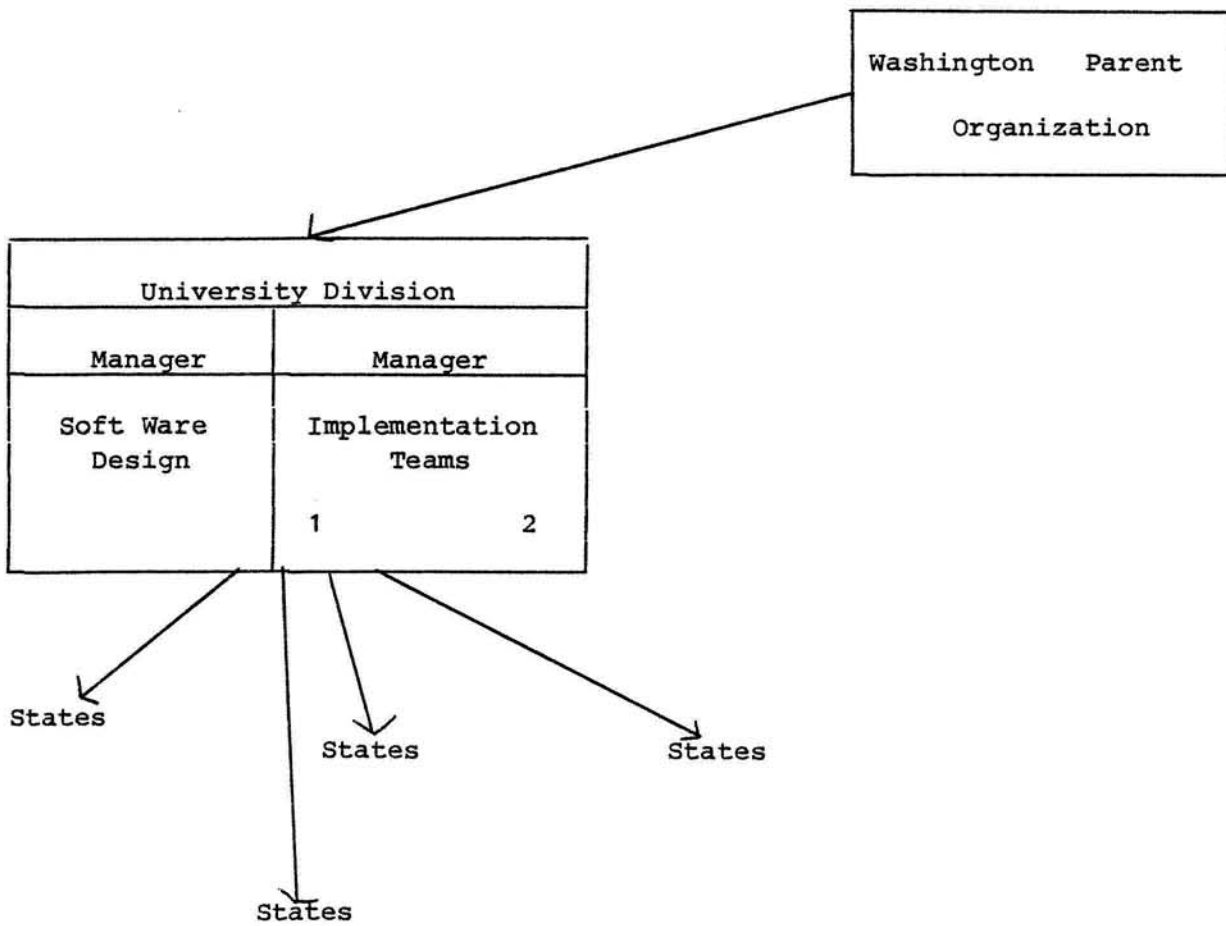 Washington Parent
Organization
University Division
Manager
Manager
Soft Ware
Design
Implementation
Teams
1 2
States
States
States
States